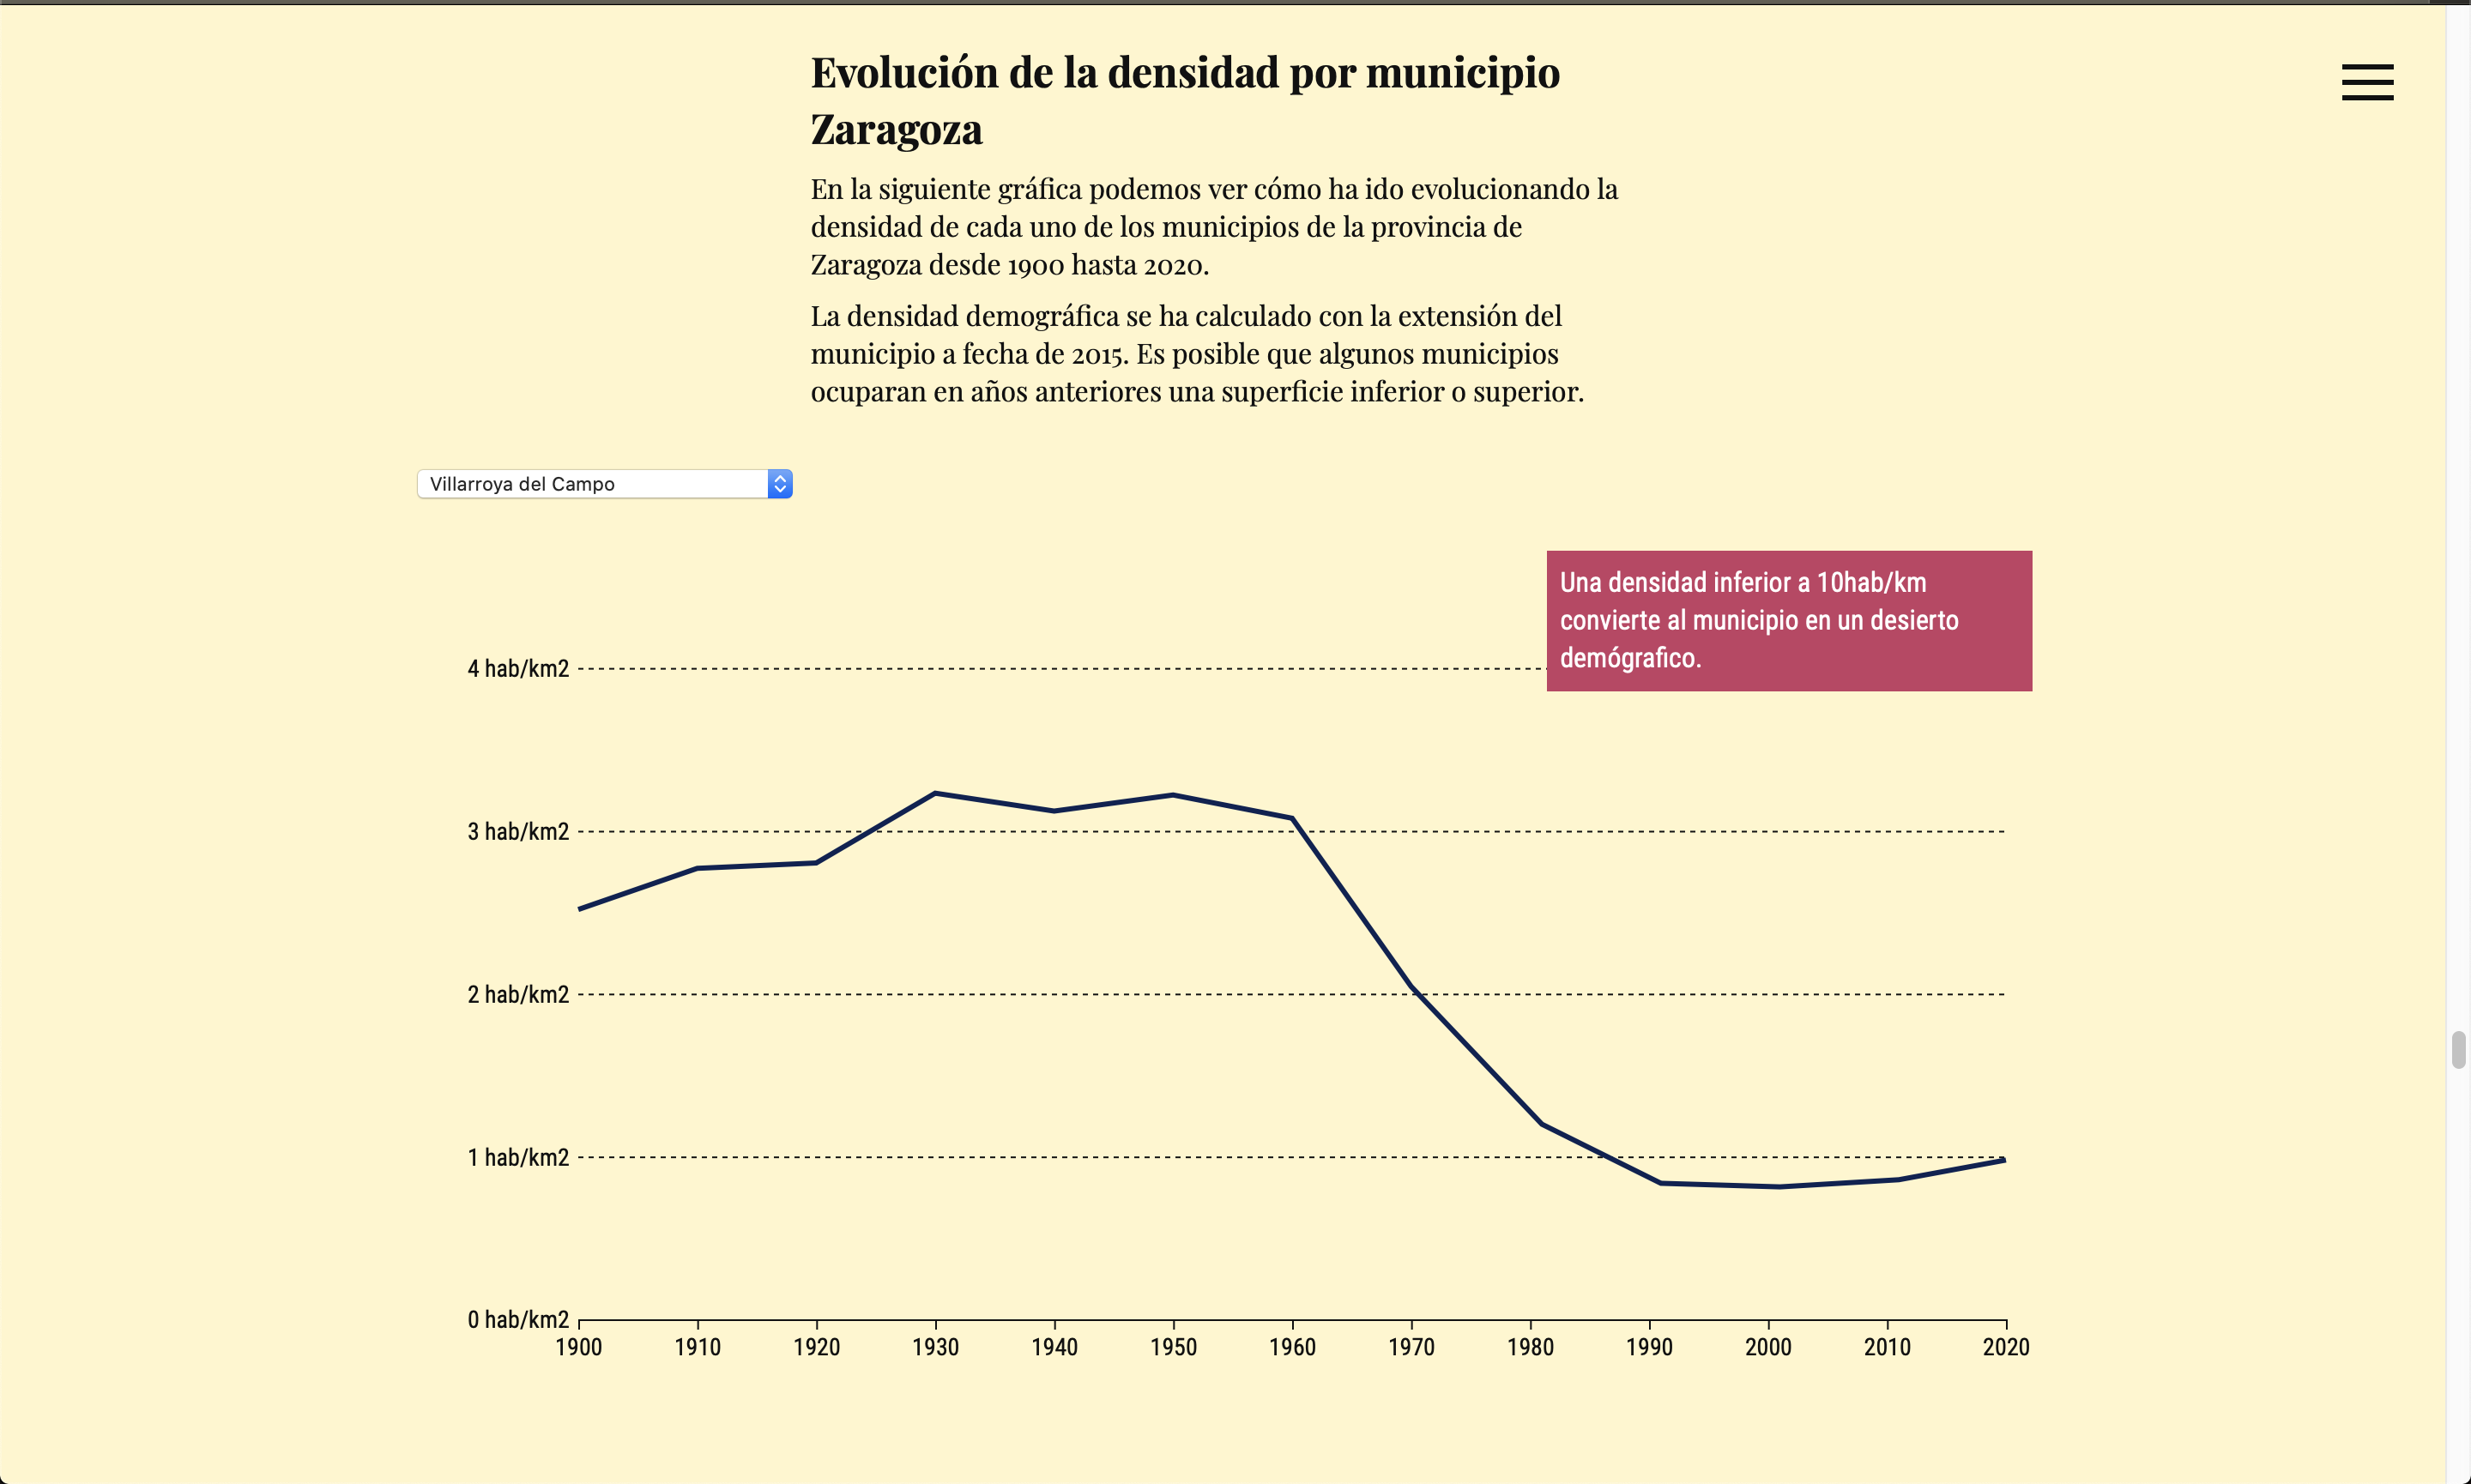 Evolución de la densidad por municipio
Zaragoza
En la siguiente gráfica podemos ver cómo ha ido evolucionando la
densidad de cada uno de los municipios de la provincia de
Zaragoza desde 1900 hasta 2020.
La densidad demográfica se ha calculado con la extensión del
municipio a fecha de 2015. Es posible que algunos municipios
ocuparan en años anteriores una superficie inferior o superior.
Villarroya del Campo
Una densidad inferior a 10hab/km
convierte al municipio en un desierto
demógrafico.
4 hab/km2
3 hab/km2
2 hab/km2
1 hab/km2
0 hab/km2
1900 1910 1920 1930 1940 1950 1960 1970 1980 1990 2000 2010 2020